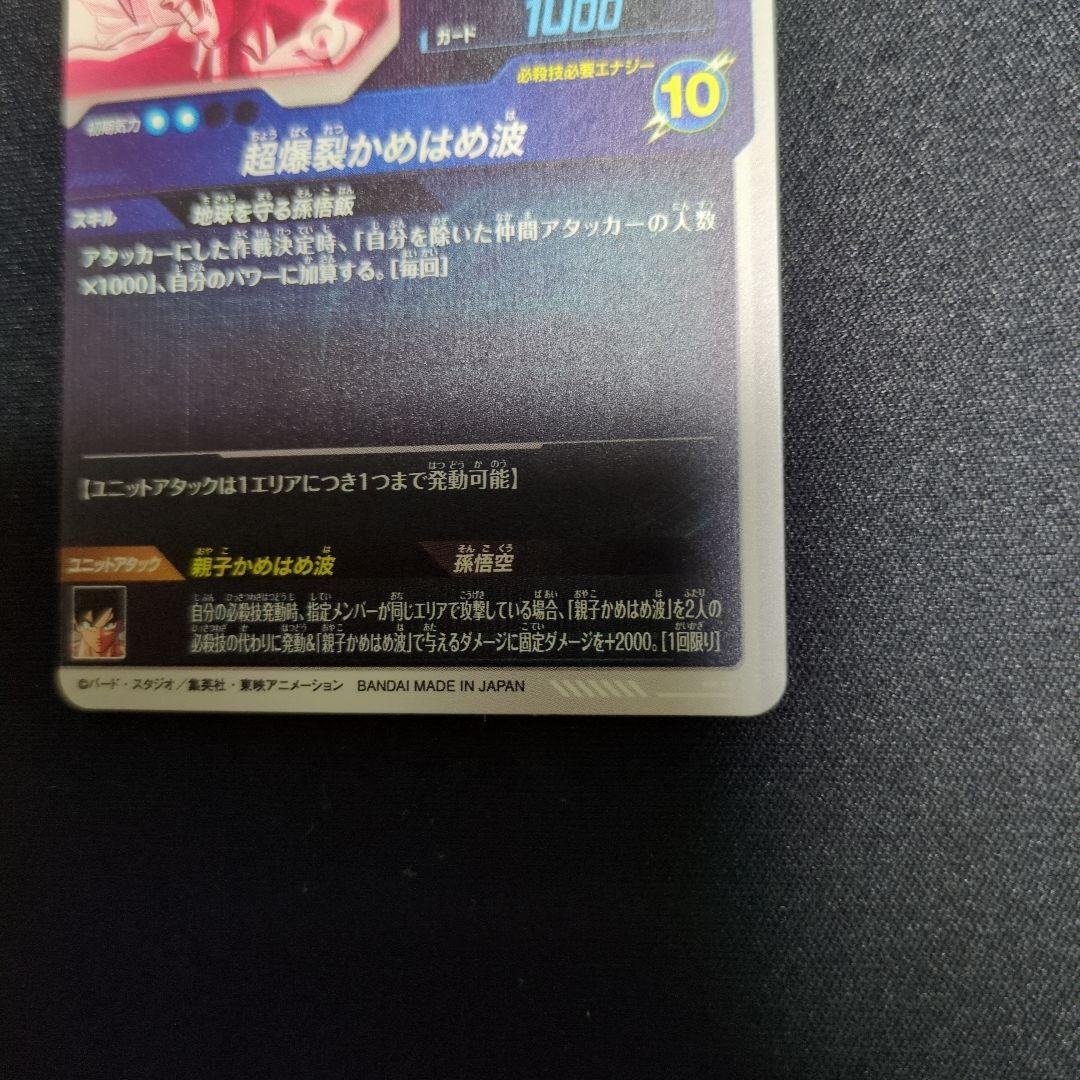 ガード 1000
必殺技必要エナジー 10
初期気力
超爆裂かめはめ波
スキル 地球を守る孫悟飯
アタッカーにした作戦決定時、「自分を除いた仲間アタッカーの人数
×1000」、自分のパワーに加算する。[毎回]
【ユニットアタックは1エリアにつき1つまで発動可能】
ユニットアタック 親子かめはめ波 孫悟空
自分の必殺技発動時、指定メンバーが同じエリアで攻撃している場合、「親子かめはめ波」を2人の
必殺技の代わりに発動&「親子かめはめ波」で与えるダメージに固定ダメージを+2000。[1回限り]
©バード・スタジオ／集英社・東映アニメーション BANDAI MADE IN JAPAN